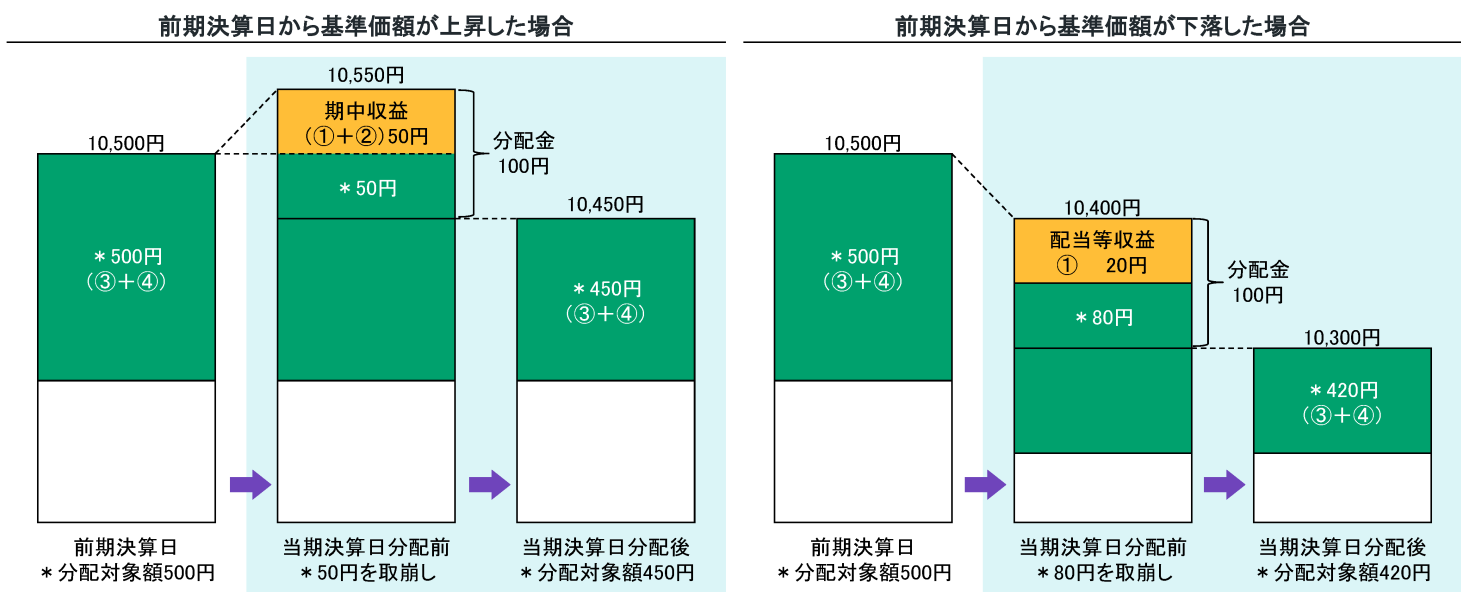 前期決算日から基準価額が上昇した場合
10,500円
*500円
(③+④)
前期決算日
*分配対象額500円
10,550円
期中収益
(①+②)50円
*50円
分配金
100円
当期決算日分配前
*50円を取崩し
10,450円
*450円
(③+④)
当期決算日分配後
*分配対象額450円
前期決算日から基準価額が下落した場合
10,500円
*500円
(③+④)
前期決算日
*分配対象額500円
10,400円
配当等収益
① 20円
*80円
分配金
100円
当期決算日分配前
*80円を取崩し
10,300円
*420円
(③+④)
当期決算日分配後
*分配対象額420円